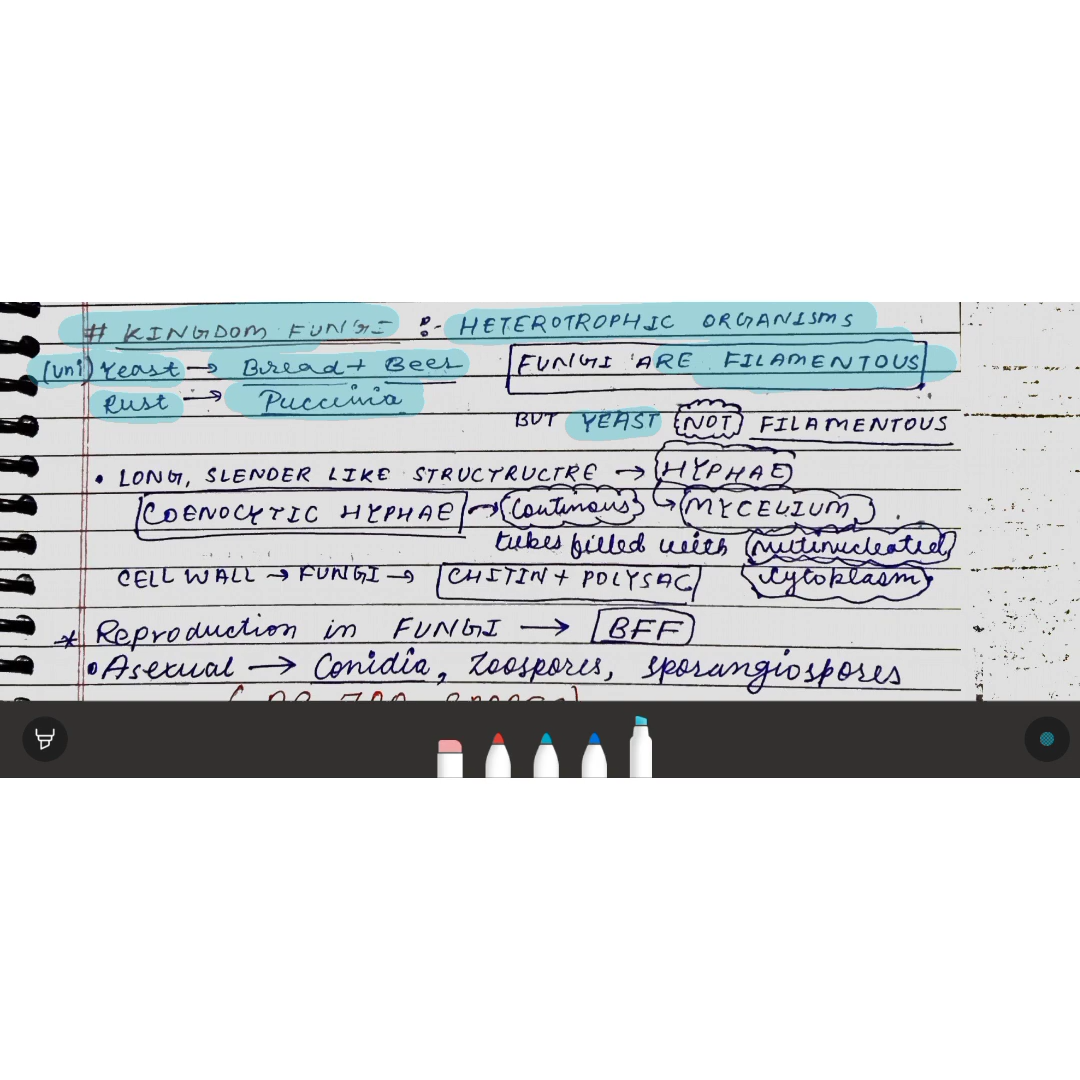 # KINGDOM FUNGI :- HETEROTROPHIC ORGANISMS
(uni) Yeast → Bread + Beer FUNGI ARE FILAMENTOUS
Rust → Puccinia
BUT YEAST NOT FILAMENTOUS
• LONG, SLENDER LIKE STRUCTRUCTRE → HYPHAE
COENOCYTIC HYPHAE → Continous → MYCELIUM
tubes filled with multinucleated
CELL WALL → FUNGI → CHITIN + POLYSAC cytoplasm
* Reproduction in FUNGI → BFF
• Asexual → Conidia, Zoospores, sporangiospores